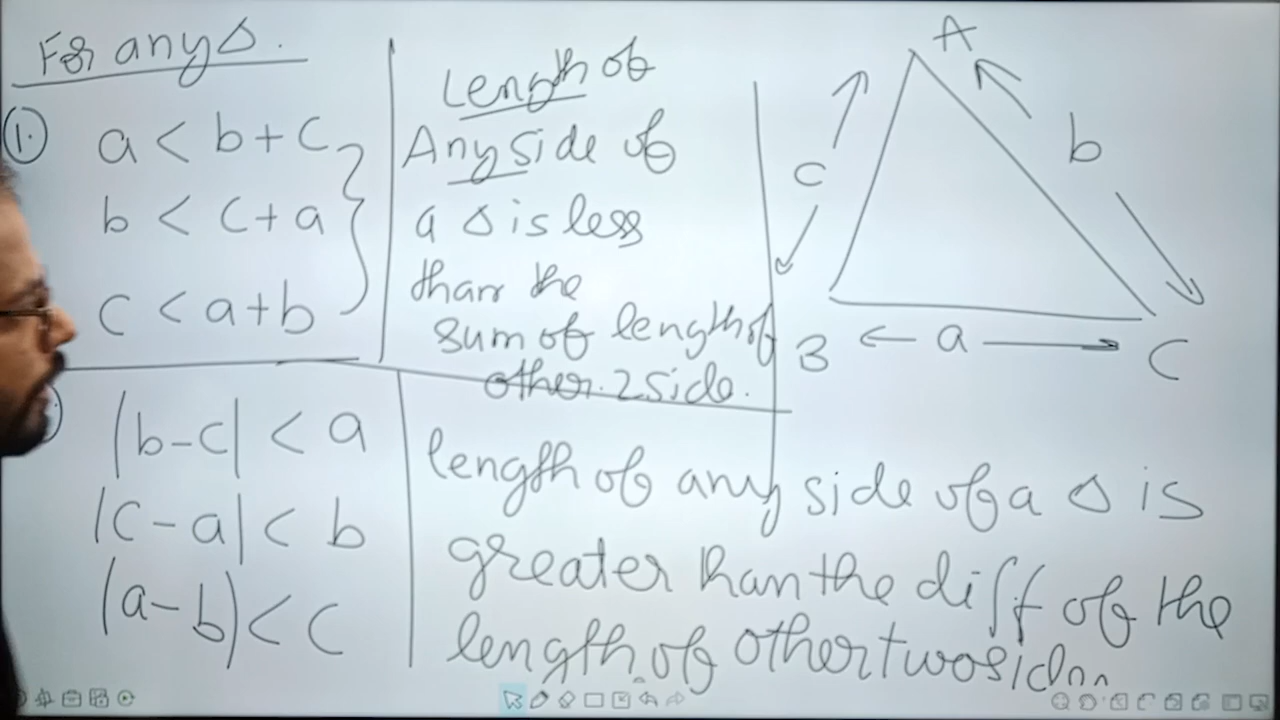 For any Δ.
1.
a < b + c
b < c + a
c < a + b
Length of
Any side of
a Δ is less
than the
sum of length of
other 2 side.
A
c
b
B
a
C
|b-c| < a
|c-a| < b
|a-b| < c
length of any side of a Δ is
greater than the diff of the
length of other two